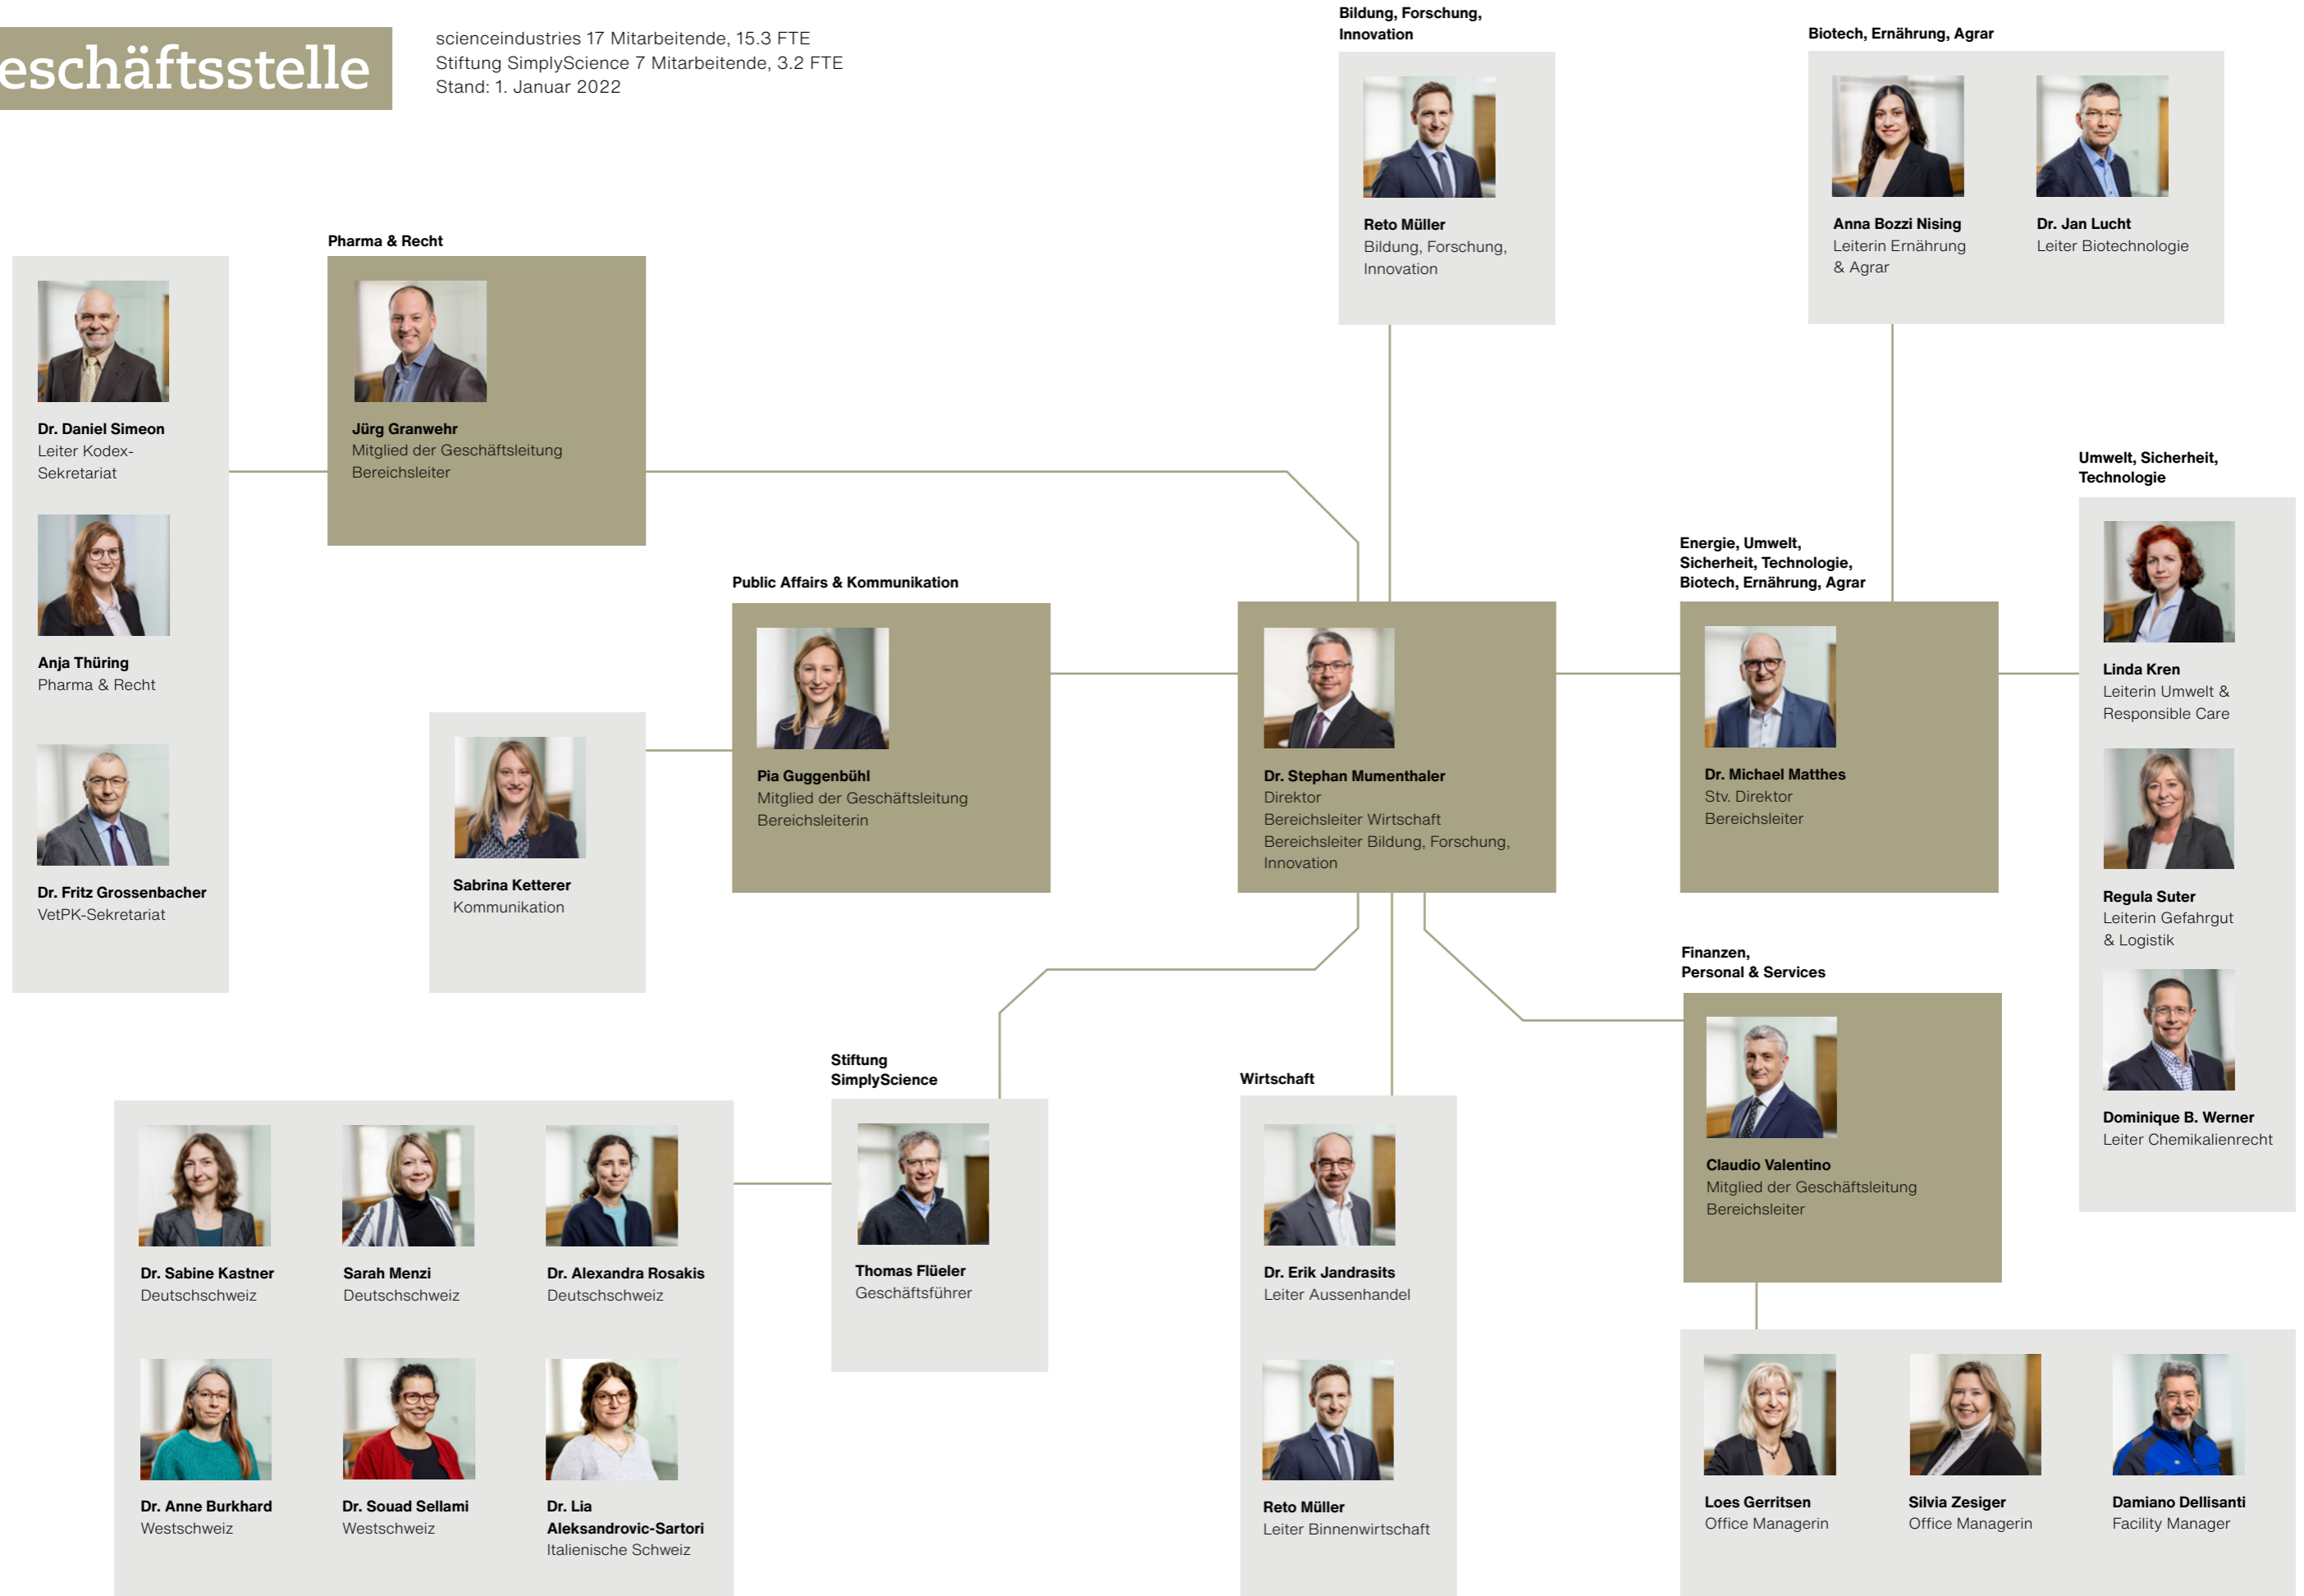 eschäftsstelle
scienceindustries 17 Mitarbeitende, 15.3 FTE
Stiftung SimplyScience 7 Mitarbeitende, 3.2 FTE
Stand: 1. Januar 2022
Bildung, Forschung,
Innovation
Reto Müller
Bildung, Forschung,
Innovation
Biotech, Ernährung, Agrar
Anna Bozzi Nising
Leiterin Ernährung
& Agrar
Dr. Jan Lucht
Leiter Biotechnologie
Pharma & Recht
Jürg Granwehr
Mitglied der Geschäftsleitung
Bereichsleiter
Dr. Daniel Simeon
Leiter Kodex-
Sekretariat
Anja Thüring
Pharma & Recht
Dr. Fritz Grossenbacher
VetPK-Sekretariat
Public Affairs & Kommunikation
Pia Guggenbühl
Mitglied der Geschäftsleitung
Bereichsleiterin
Sabrina Ketterer
Kommunikation
Dr. Stephan Mumenthaler
Direktor
Bereichsleiter Wirtschaft
Bereichsleiter Bildung, Forschung,
Innovation
Energie, Umwelt,
Sicherheit, Technologie,
Biotech, Ernährung, Agrar
Dr. Michael Matthes
Stv. Direktor
Bereichsleiter
Umwelt, Sicherheit,
Technologie
Linda Kren
Leiterin Umwelt &
Responsible Care
Regula Suter
Leiterin Gefahrgut
& Logistik
Dominique B. Werner
Leiter Chemikalienrecht
Finanzen,
Personal & Services
Claudio Valentino
Mitglied der Geschäftsleitung
Bereichsleiter
Stiftung
SimplyScience
Thomas Flüeler
Geschäftsführer
Dr. Sabine Kastner
Deutschschweiz
Sarah Menzi
Deutschschweiz
Dr. Alexandra Rosakis
Deutschschweiz
Dr. Anne Burkhard
Westschweiz
Dr. Souad Sellami
Westschweiz
Dr. Lia
Aleksandrovic-Sartori
Italienische Schweiz
Wirtschaft
Dr. Erik Jandrasits
Leiter Aussenhandel
Reto Müller
Leiter Binnenwirtschaft
Loes Gerritsen
Office Managerin
Silvia Zesiger
Office Managerin
Damiano Dellisanti
Facility Manager